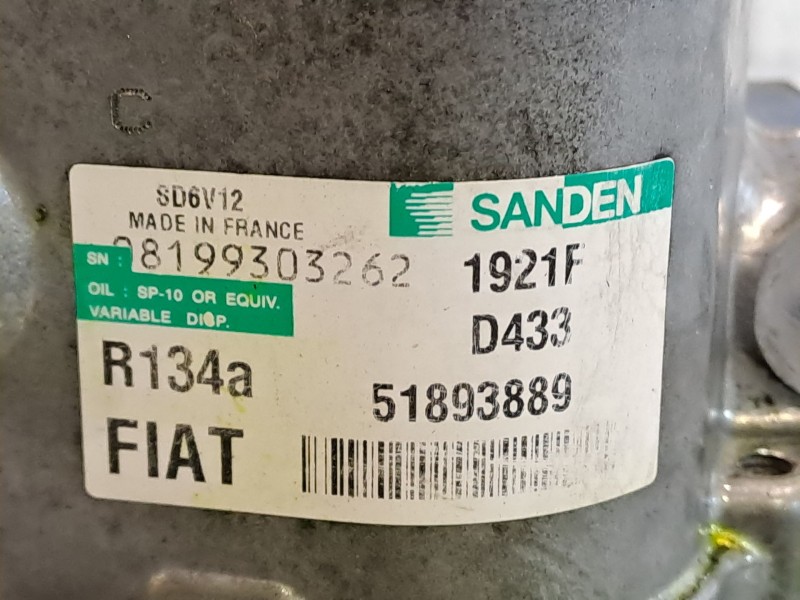 C
SD6V12
MADE IN FRANCE
SANDEN
SN : 08199303262
1921F
OIL : SP-10 OR EQUIV.
VARIABLE DISP.
D433
R134a
51893889
FIAT